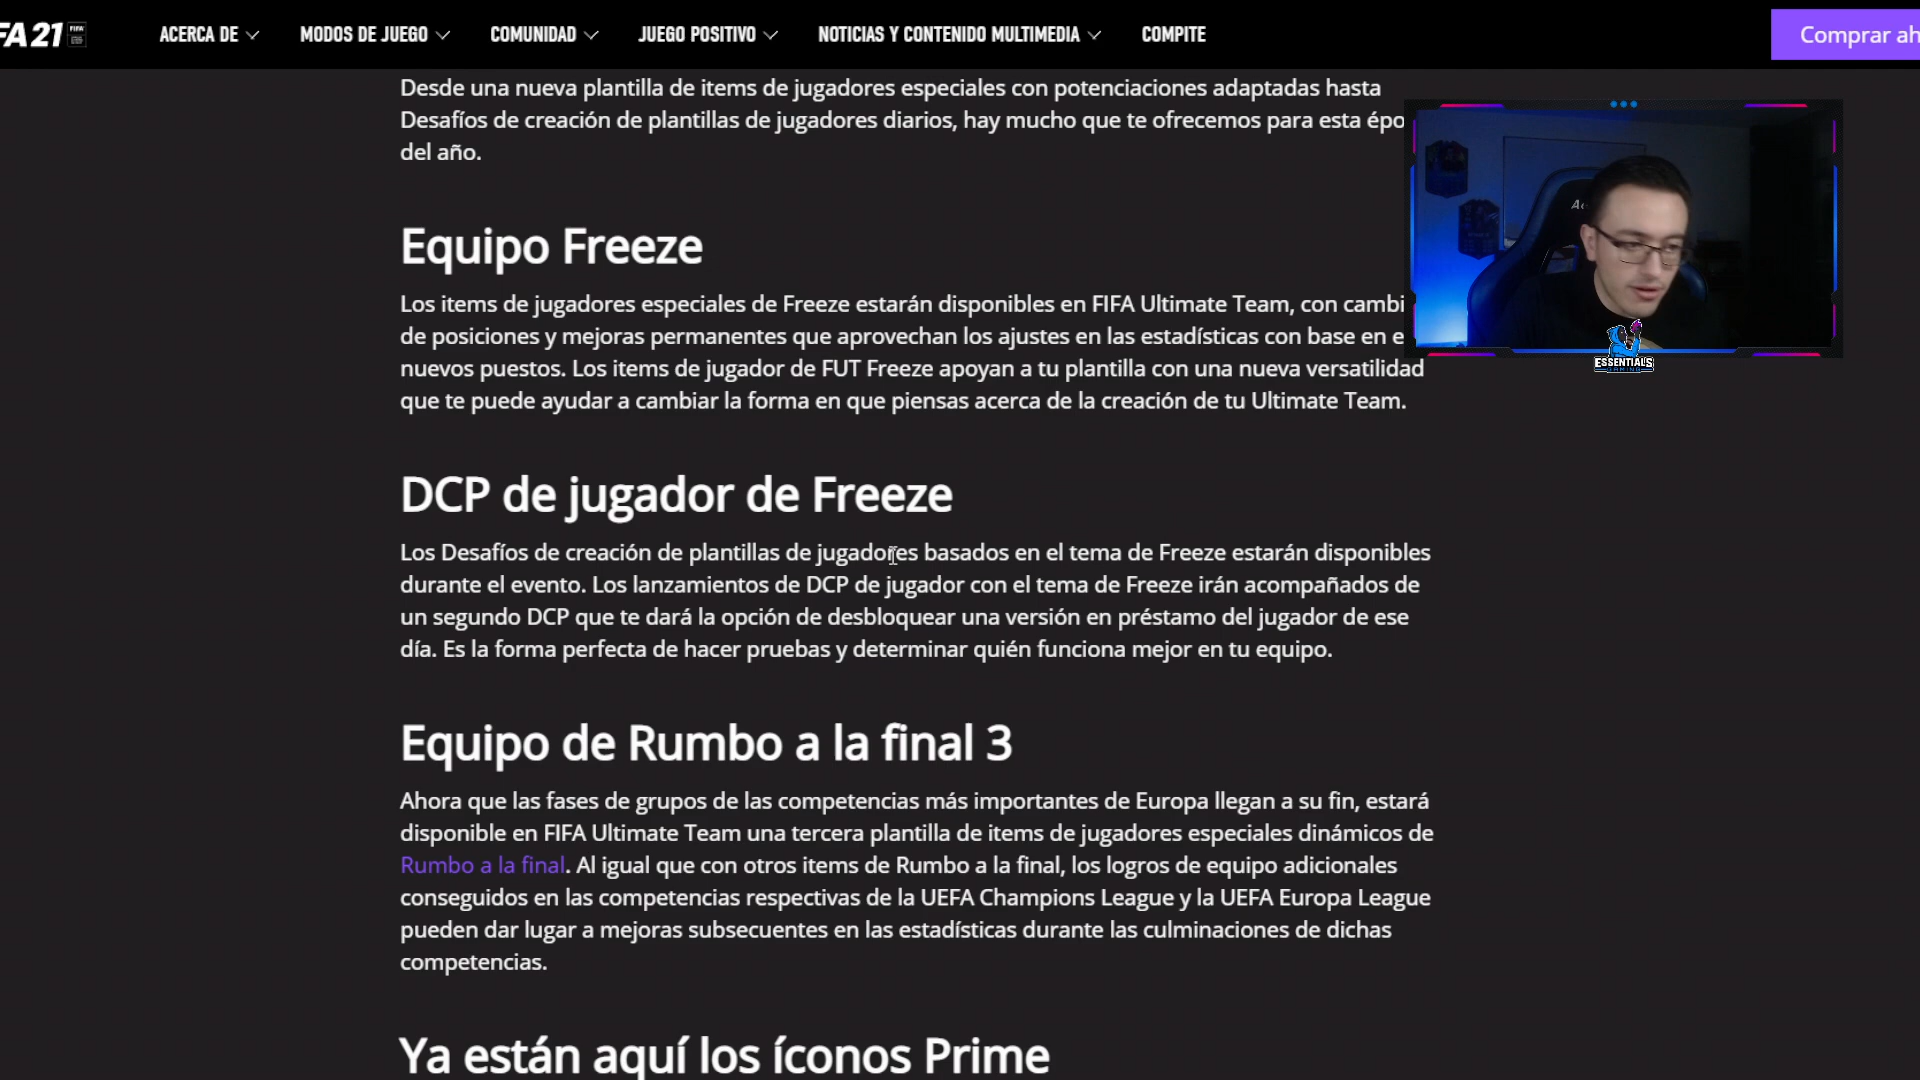 FA 21 FIFA
ACERCA DE MODOS DE JUEGO COMUNIDAD JUEGO POSITIVO NOTICIAS Y CONTENIDO MULTIMEDIA COMPITE Comprar ah
Desde una nueva plantilla de items de jugadores especiales con potenciaciones adaptadas hasta
Desafíos de creación de plantillas de jugadores diarios, hay mucho que te ofrecemos para esta épo
del año.
Equipo Freeze
Los items de jugadores especiales de Freeze estarán disponibles en FIFA Ultimate Team, con cambi
de posiciones y mejoras permanentes que aprovechan los ajustes en las estadísticas con base en e
nuevos puestos. Los items de jugador de FUT Freeze apoyan a tu plantilla con una nueva versatilidad
que te puede ayudar a cambiar la forma en que piensas acerca de la creación de tu Ultimate Team.
ESSENTIALS
GAMING
DCP de jugador de Freeze
Los Desafíos de creación de plantillas de jugadores basados en el tema de Freeze estarán disponibles
durante el evento. Los lanzamientos de DCP de jugador con el tema de Freeze irán acompañados de
un segundo DCP que te dará la opción de desbloquear una versión en préstamo del jugador de ese
día. Es la forma perfecta de hacer pruebas y determinar quién funciona mejor en tu equipo.
Equipo de Rumbo a la final 3
Ahora que las fases de grupos de las competencias más importantes de Europa llegan a su fin, estará
disponible en FIFA Ultimate Team una tercera plantilla de items de jugadores especiales dinámicos de
Rumbo a la final. Al igual que con otros items de Rumbo a la final, los logros de equipo adicionales
conseguidos en las competencias respectivas de la UEFA Champions League y la UEFA Europa League
pueden dar lugar a mejoras subsecuentes en las estadísticas durante las culminaciones de dichas
competencias.
Ya están aquí los íconos Prime